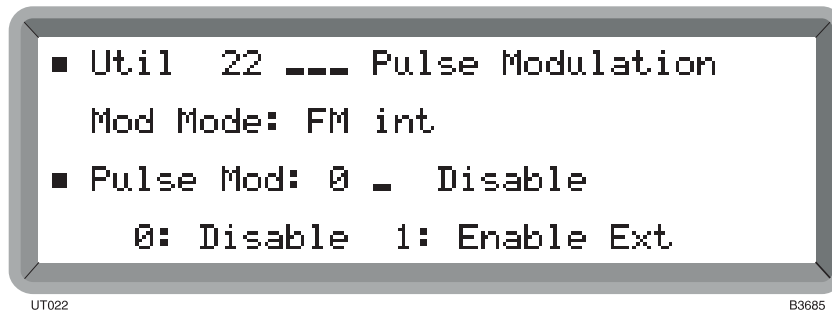 ▪ Util 22 ___ Pulse Modulation
Mod Mode: FM int
▪ Pulse Mod: 0 _ Disable
0: Disable 1: Enable Ext
UT022 B3685